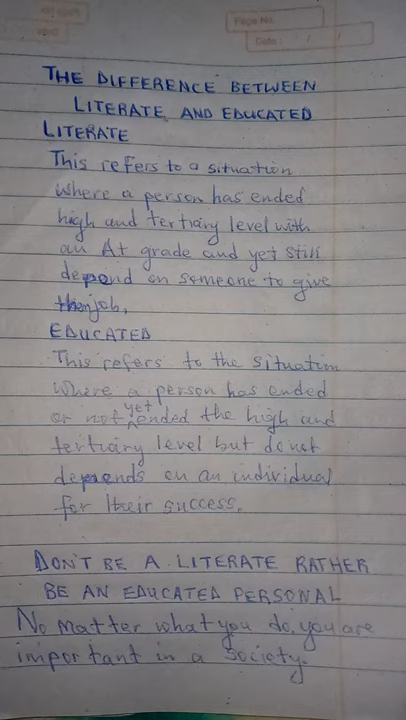 Page No.
Date: / /
THE DIFFERENCE BETWEEN
LITERATE AND EDUCATED
LITERATE
This refers to a situation
where a person has ended
high and tertiary level with
an A+ grade and yet still
depend on someone to give
them job,
EDUCATED
This refers to the situation
where a person has ended
or not yet ended the high and
tertiary level but do not
depends on an individual
for their success.
DON'T BE A LITERATE RATHER
BE AN EDUCATED PERSONAL
No matter what you do, you are
important in a society.